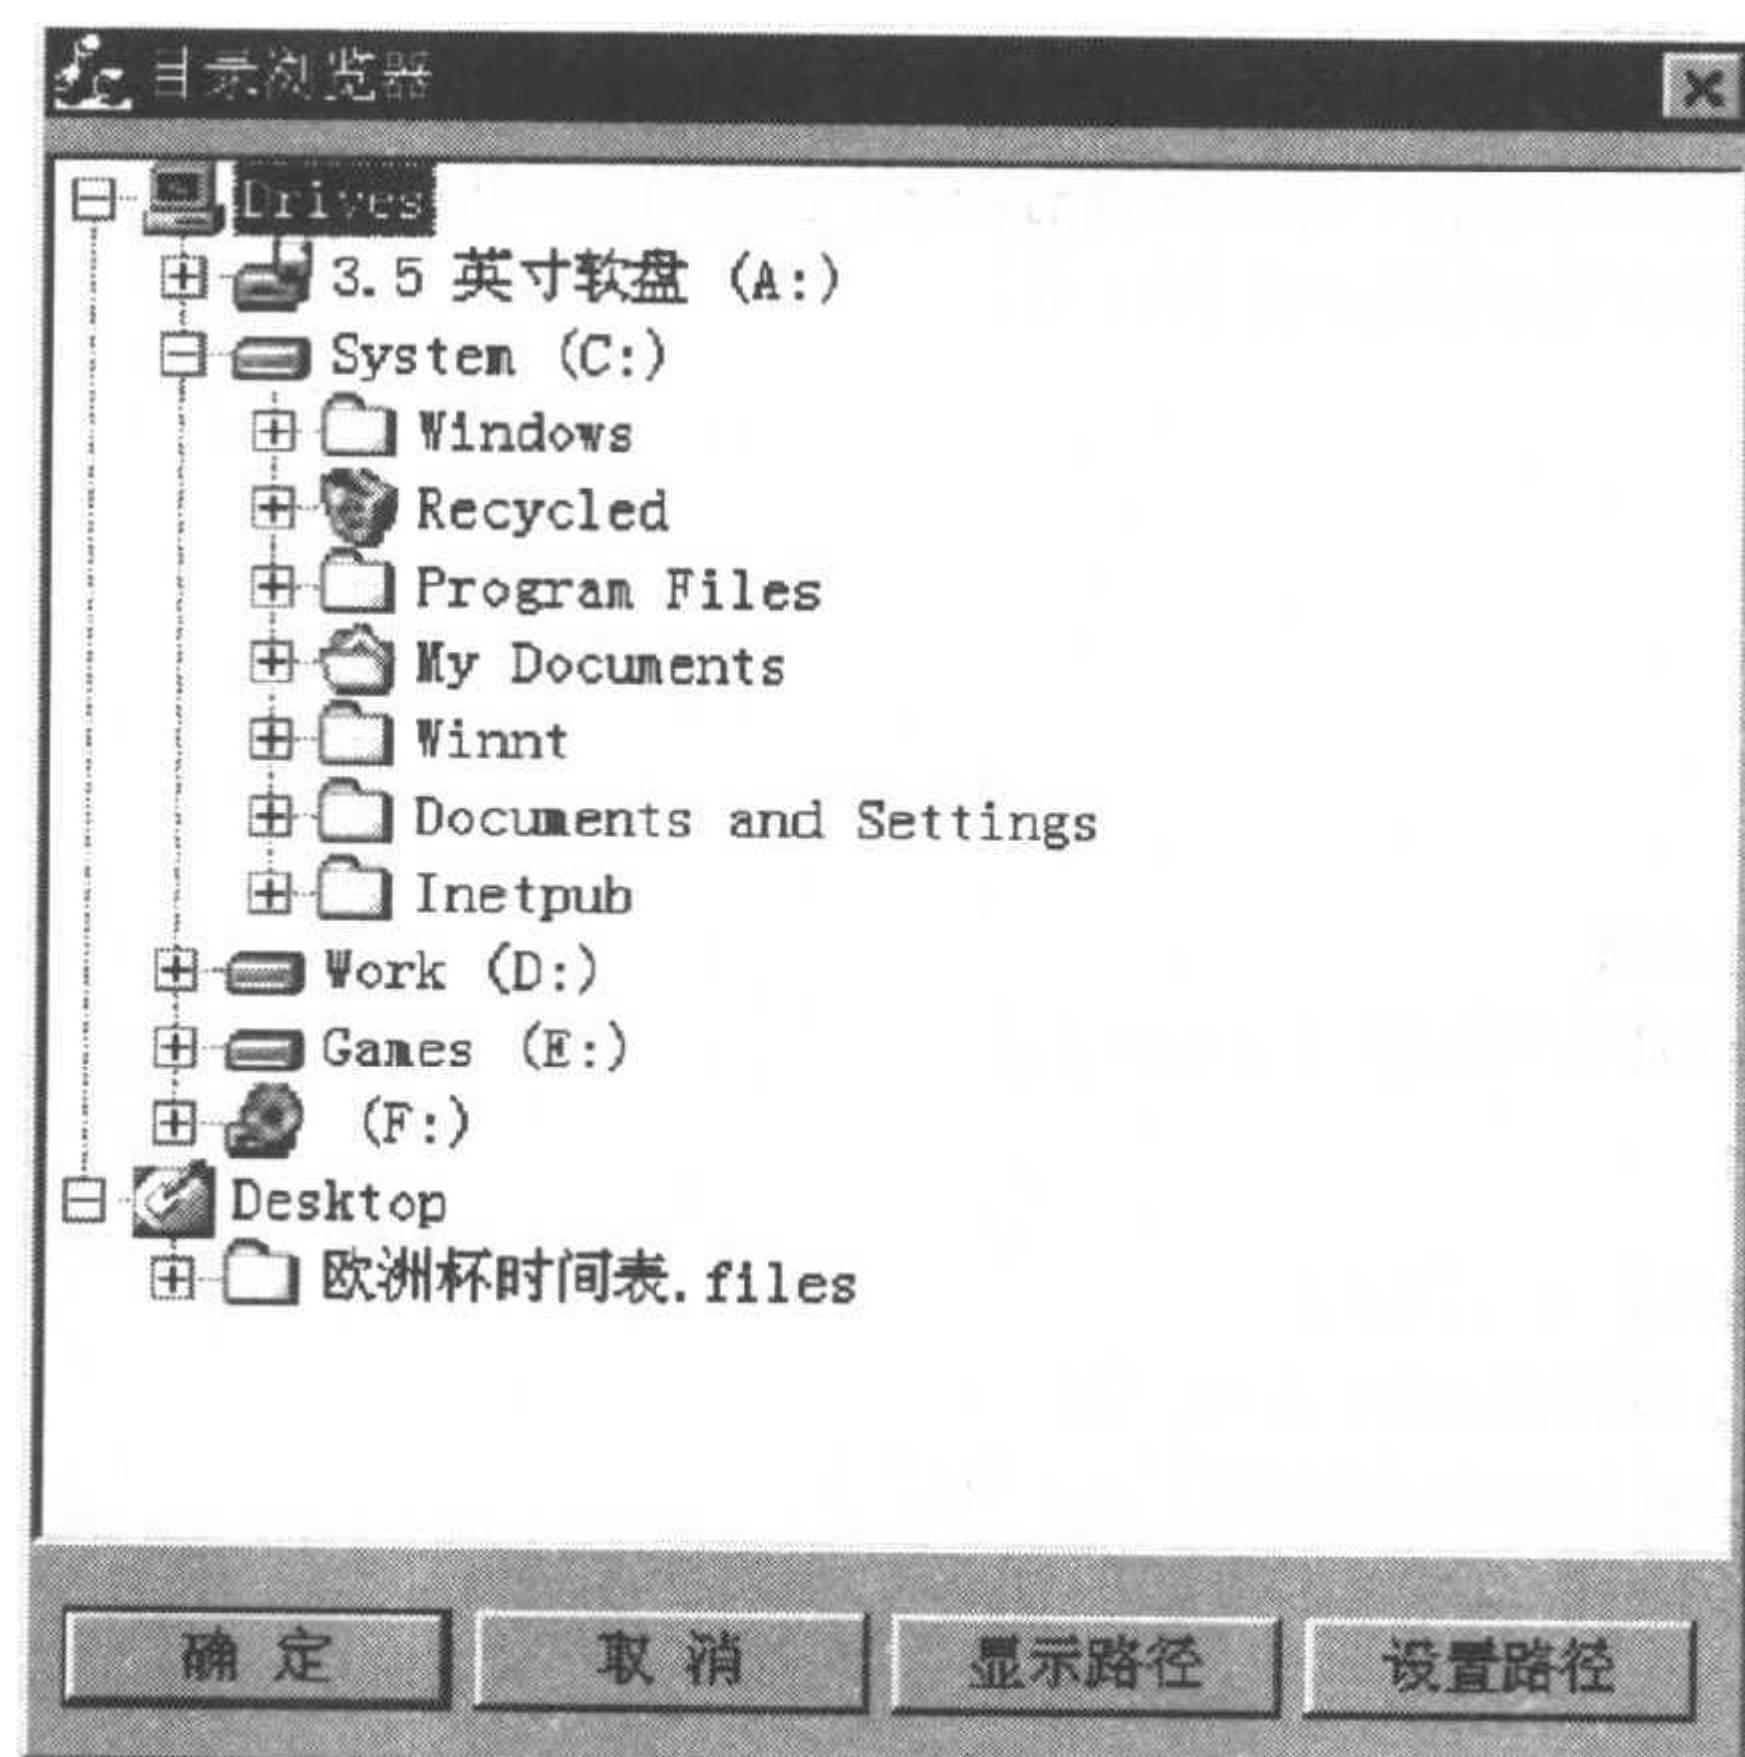 目录浏览器
Drives
3.5 英寸软盘 (A:)
System (C:)
Windows
Recycled
Program Files
My Documents
Winnt
Documents and Settings
Inetpub
Work (D:)
Games (E:)
(F:)
Desktop
欧洲杯时间表.files
确 定 取 消 显示路径 设置路径